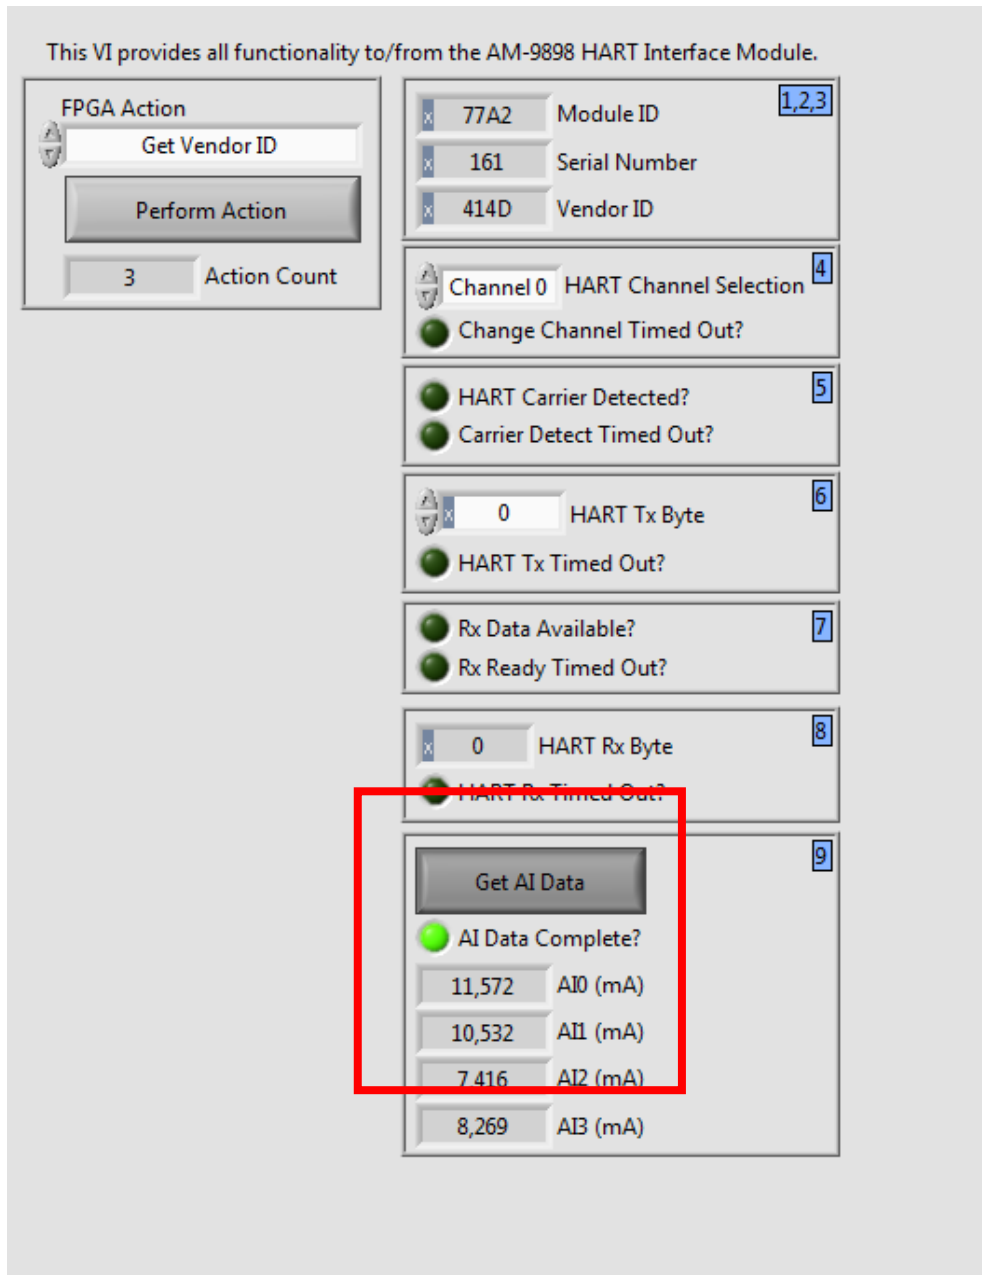 This VI provides all functionality to/from the AM-9898 HART Interface Module.
FPGA Action
Get Vendor ID
Perform Action
3 Action Count
1,2,3
x 77A2 Module ID
x 161 Serial Number
x 414D Vendor ID
4
Channel 0 HART Channel Selection
Change Channel Timed Out?
5
HART Carrier Detected?
Carrier Detect Timed Out?
6
x 0 HART Tx Byte
HART Tx Timed Out?
7
Rx Data Available?
Rx Ready Timed Out?
8
x 0 HART Rx Byte
HART Rx Timed Out?
9
Get AI Data
AI Data Complete?
11,572 AI0 (mA)
10,532 AI1 (mA)
7,416 AI2 (mA)
8,269 AI3 (mA)